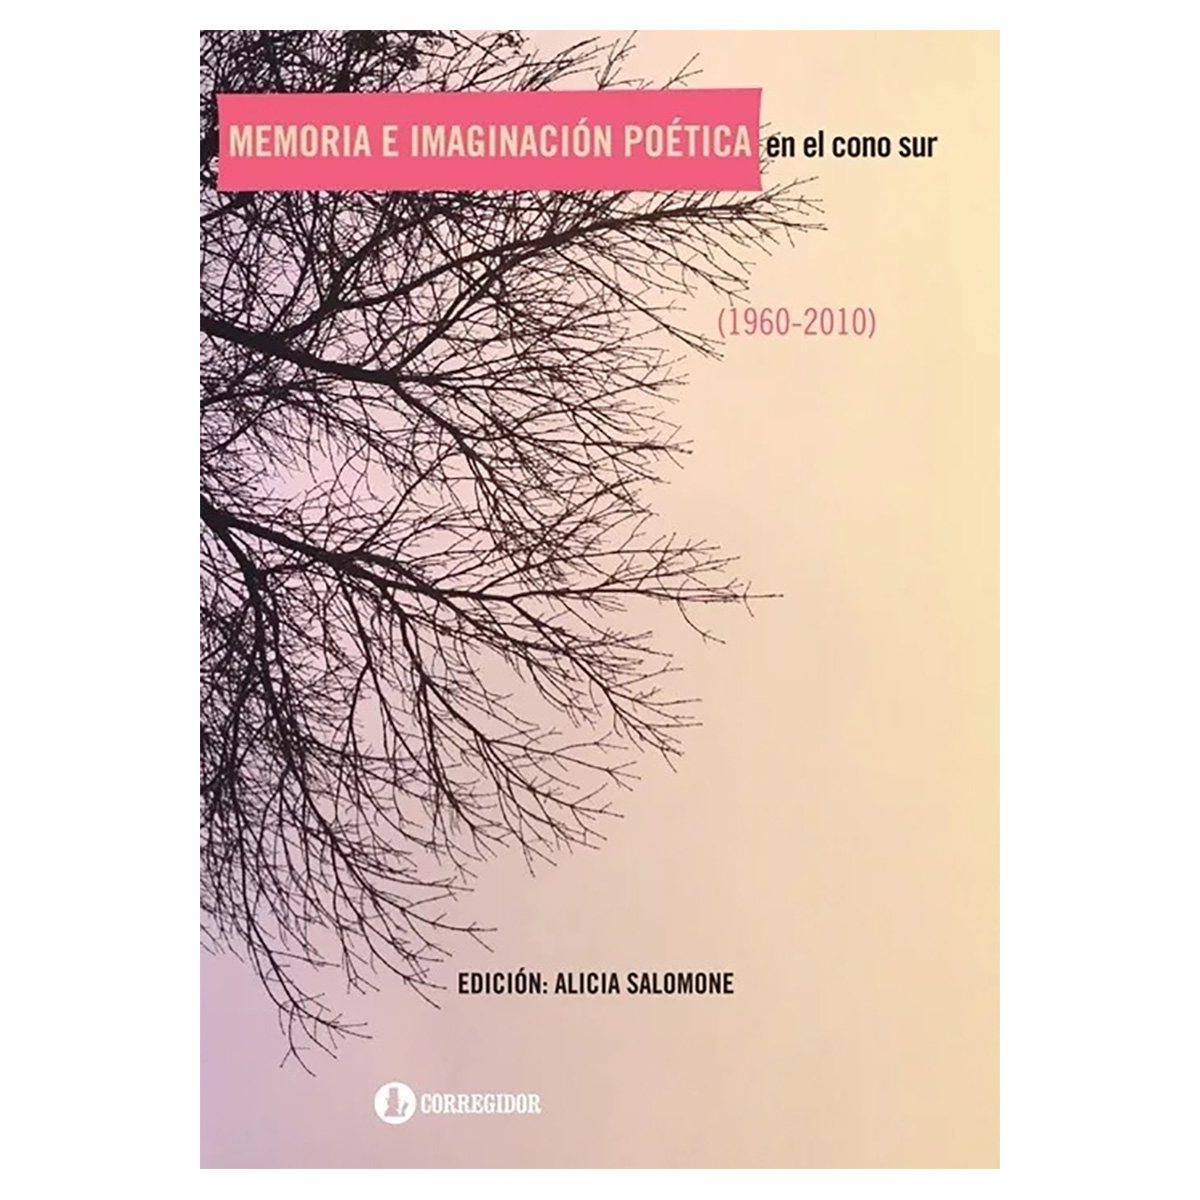 MEMORIA E IMAGINACIÓN POÉTICA en el cono sur
(1960-2010)
EDICIÓN: ALICIA SALOMONE
CORREGIDOR